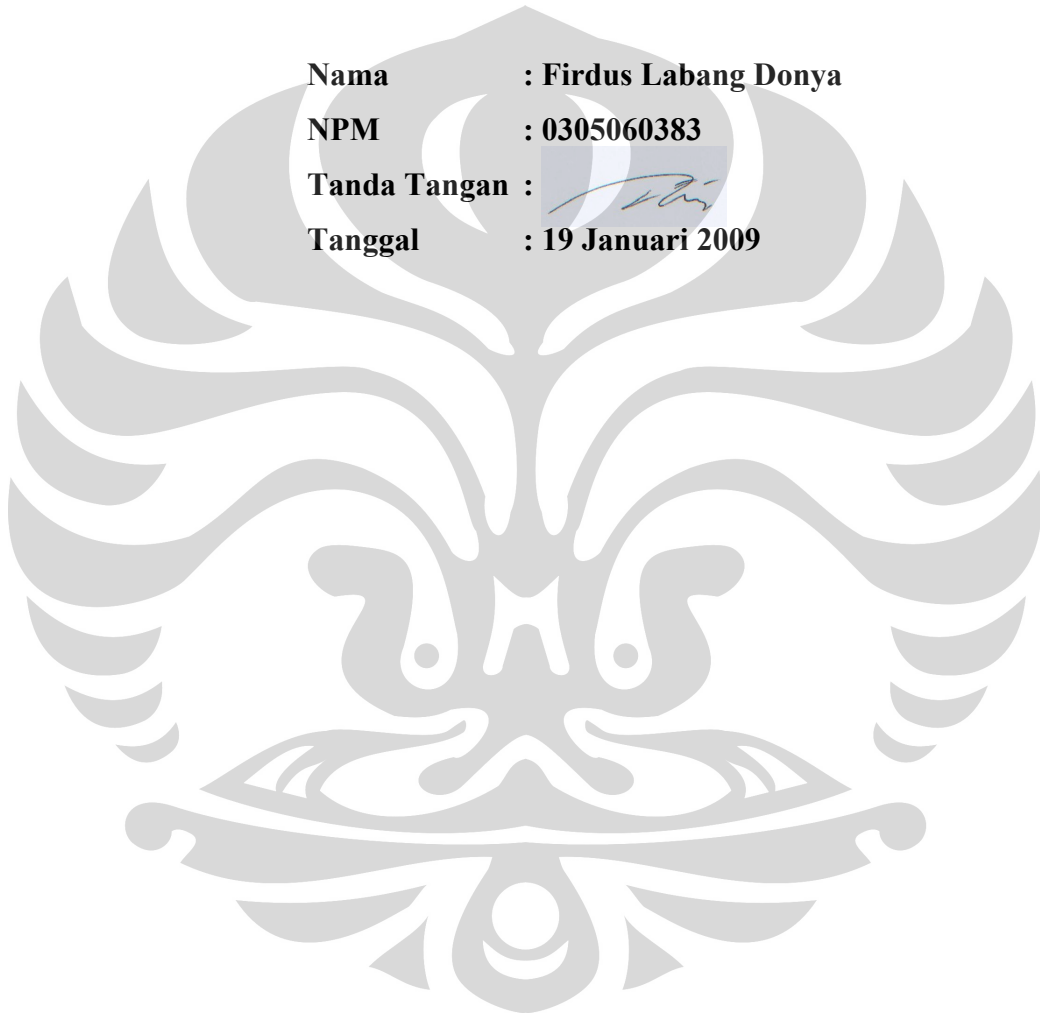 Nama : Firdus Labang Donya
NPM : 0305060383
Tanda Tangan :
Tanggal : 19 Januari 2009